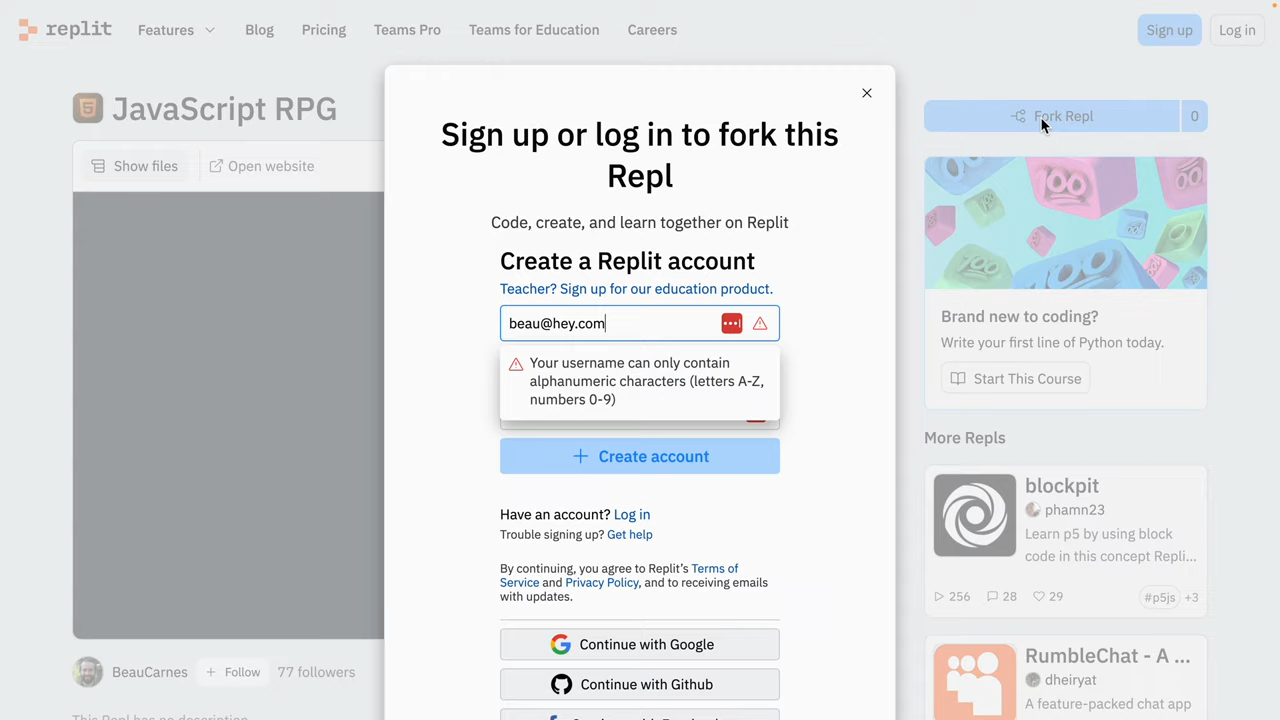 replit
Features
Blog
Pricing
Teams Pro
Teams for Education
Careers
Sign up
Log in
JavaScript RPG
Show files
Open website
Fork Repl
0
Sign up or log in to fork this
Repl
Code, create, and learn together on Replit
Create a Replit account
Teacher? Sign up for our education product.
beau@hey.com
Your username can only contain
alphanumeric characters (letters A-Z,
numbers 0-9)
Create account
Have an account? Log in
Trouble signing up? Get help
By continuing, you agree to Replit's Terms of
Service and Privacy Policy, and to receiving emails
with updates.
Continue with Google
Continue with Github
Brand new to coding?
Write your first line of Python today.
Start This Course
More Repls
blockpit
phamn23
Learn p5 by using block
code in this concept Repli...
256
28
29
#p5js
+3
RumbleChat - A ...
dheiryat
A feature-packed chat app
BeauCarnes
+ Follow
77 followers
This Repl has no description